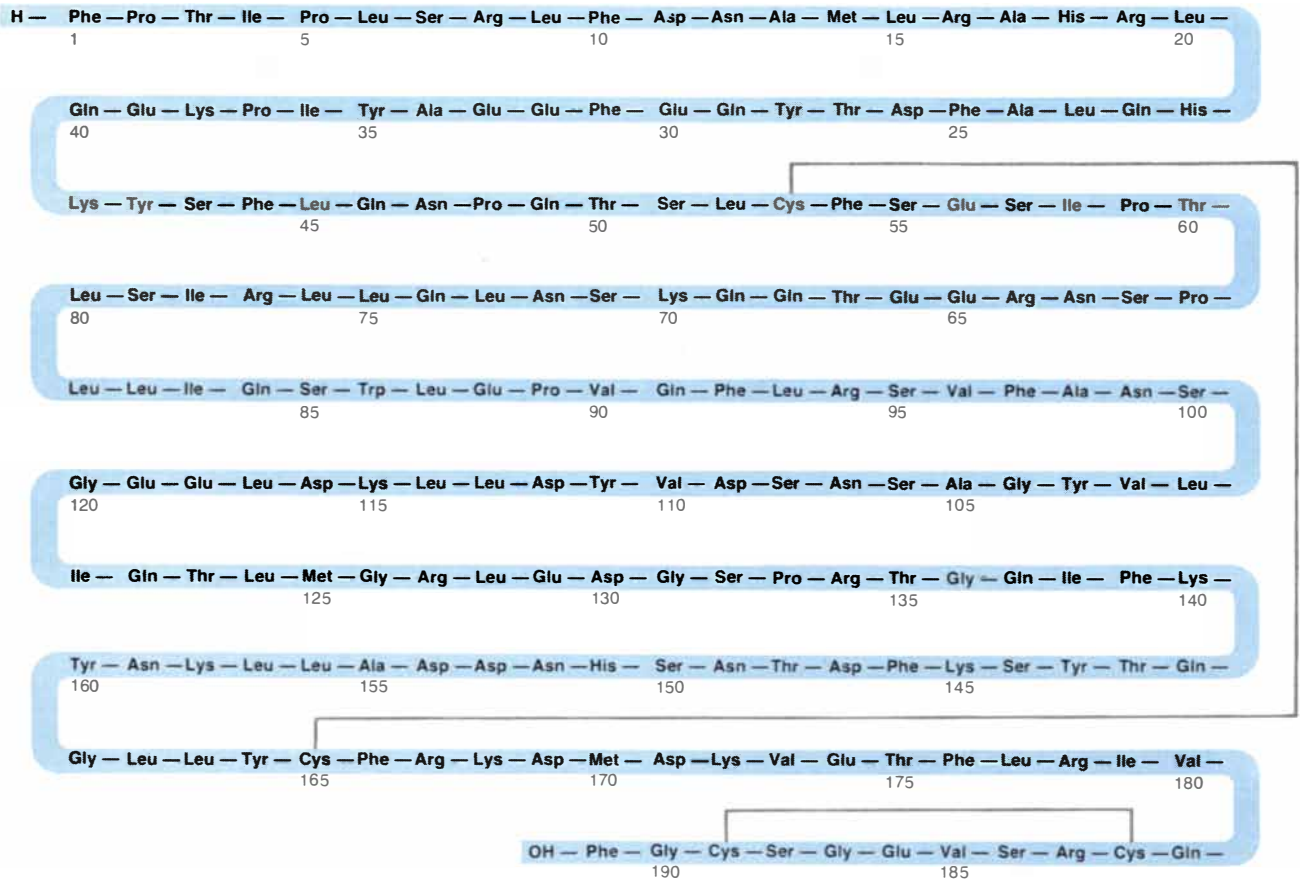 H — Phe — Pro — Thr — Ile — Pro — Leu — Ser — Arg — Leu — Phe — Asp — Asn — Ala — Met — Leu — Arg — Ala — His — Arg — Leu —
1 5 10 15 20
Gln — Glu — Lys — Pro — Ile — Tyr — Ala — Glu — Glu — Phe — Glu — Gln — Tyr — Thr — Asp — Phe — Ala — Leu — Gln — His —
40 35 30 25
Lys — Tyr — Ser — Phe — Leu — Gln — Asn — Pro — Gln — Thr — Ser — Leu — Cys — Phe — Ser — Glu — Ser — Ile — Pro — Thr —
45 50 55 60
Leu — Ser — Ile — Arg — Leu — Leu — Gln — Leu — Asn — Ser — Lys — Gln — Gln — Thr — Glu — Glu — Arg — Asn — Ser — Pro —
80 75 70 65
Leu — Leu — Ile — Gln — Ser — Trp — Leu — Glu — Pro — Val — Gln — Phe — Leu — Arg — Ser — Val — Phe — Ala — Asn — Ser —
85 90 95 100
Gly — Glu — Glu — Leu — Asp — Lys — Leu — Leu — Asp — Tyr — Val — Asp — Ser — Asn — Ser — Ala — Gly — Tyr — Val — Leu —
120 115 110 105
Ile — Gln — Thr — Leu — Met — Gly — Arg — Leu — Glu — Asp — Gly — Ser — Pro — Arg — Thr — Gly — Gln — Ile — Phe — Lys —
125 130 135 140
Tyr — Asn — Lys — Leu — Leu — Ala — Asp — Asp — Asn — His — Ser — Asn — Thr — Asp — Phe — Lys — Ser — Tyr — Thr — Gln —
160 155 150 145
Gly — Leu — Leu — Tyr — Cys — Phe — Arg — Lys — Asp — Met — Asp — Lys — Val — Glu — Thr — Phe — Leu — Arg — Ile — Val —
165 170 175 180
OH — Phe — Gly — Cys — Ser — Gly — Glu — Val — Ser — Arg — Cys — Gln —
190 185